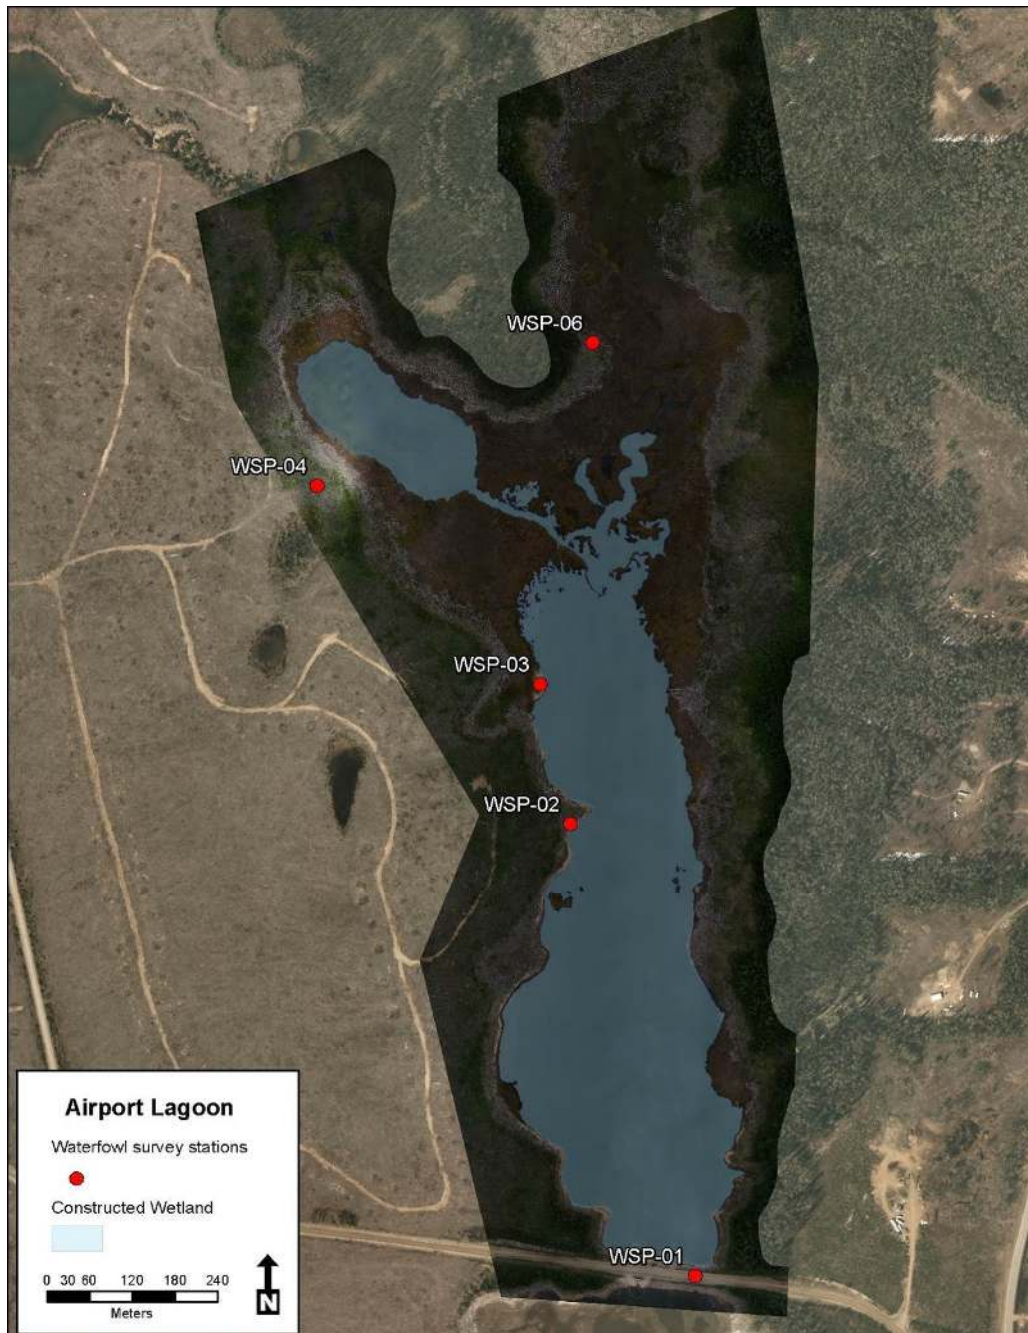 WSP-06
WSP-04
WSP-03
WSP-02
WSP-01
Airport Lagoon
Waterfowl survey stations
Constructed Wetland
0 30 60 120 180 240
Meters
N